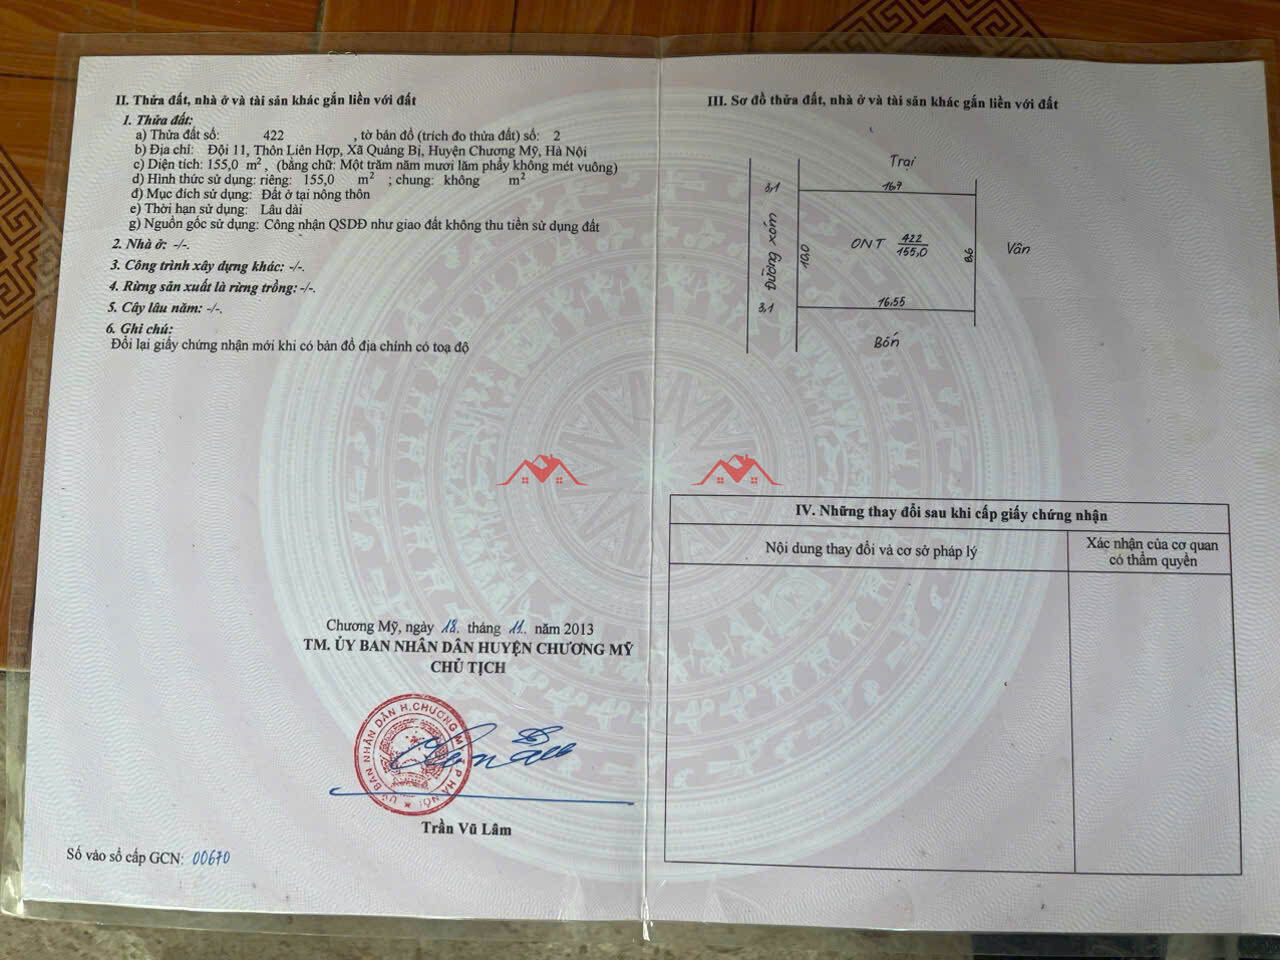 II. Thửa đất, nhà ở và tài sản khác gắn liền với đất
1. Thửa đất:
a) Thửa đất số: 422 , tờ bản đồ (trích đo thửa đất) số: 2
b) Địa chỉ: Đội 11, Thôn Liên Hợp, Xã Quảng Bị, Huyện Chương Mỹ, Hà Nội
c) Diện tích: 155,0 m², (bằng chữ: Một trăm năm mươi lăm phẩy không mét vuông)
d) Hình thức sử dụng: riêng: 155,0 m² ; chung: không m²
đ) Mục đích sử dụng: Đất ở tại nông thôn
e) Thời hạn sử dụng: Lâu dài
g) Nguồn gốc sử dụng: Công nhận QSDĐ như giao đất không thu tiền sử dụng đất
2. Nhà ở: -/-.
3. Công trình xây dựng khác: -/-.
4. Rừng sản xuất là rừng trồng: -/-.
5. Cây lâu năm: -/-.
6. Ghi chú:
Đổi lại giấy chứng nhận mới khi có bản đồ địa chính có toạ độ
Chương Mỹ, ngày 18. tháng 11. năm 2013
TM. ỦY BAN NHÂN DÂN HUYỆN CHƯƠNG MỸ
CHỦ TỊCH
Trần Vũ Lâm
Số vào sổ cấp GCN: 00670
III. Sơ đồ thửa đất, nhà ở và tài sản khác gắn liền với đất
Trại
3,1
16,7
Đường xóm
10,0
ONT 422
155,0
8,6
Vân
3,1
16,55
Bốn
IV. Những thay đổi sau khi cấp giấy chứng nhận
Nội dung thay đổi và cơ sở pháp lý
Xác nhận của cơ quan
có thẩm quyền